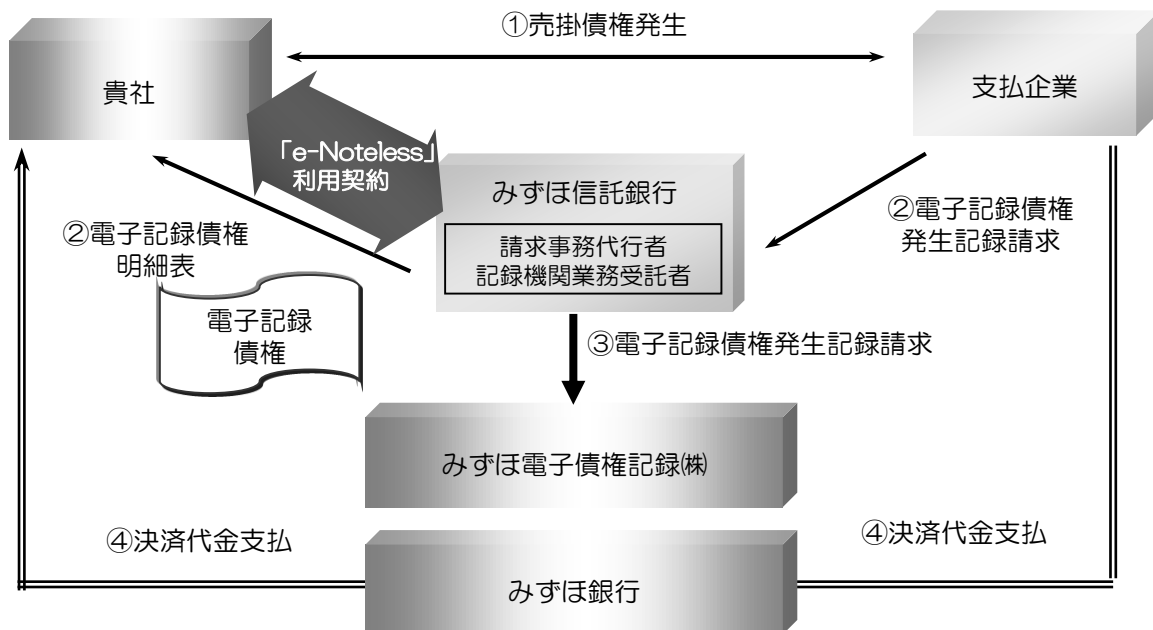 ①売掛債権発生
貴社
支払企業
「e-Noteless」
利用契約
みずほ信託銀行
請求事務代行者
記録機関業務受託者
②電子記録債権
発生記録請求
②電子記録債権
明細表
電子記録
債権
③電子記録債権発生記録請求
みずほ電子債権記録㈱
④決済代金支払
④決済代金支払
みずほ銀行